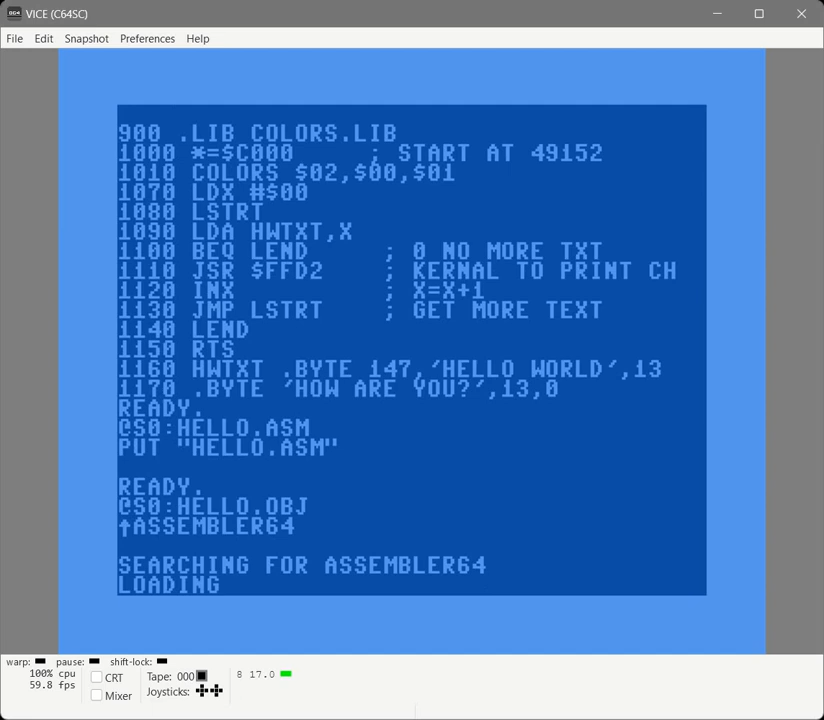 VICE (C64SC)
File Edit Snapshot Preferences Help
900 .LIB COLORS.LIB
1000 *=$C000     ; START AT 49152
1010 COLORS $02,$00,$01
1070 LDX #$00
1080 LSTRT
1090 LDA HWTXT,X
1100 BEQ LEND     ; 0 NO MORE TXT
1110 JSR $FFD2    ; KERNAL TO PRINT CH
1120 INX          ; X=X+1
1130 JMP LSTRT    ; GET MORE TEXT
1140 LEND
1150 RTS
1160 HWTXT .BYTE 147,'HELLO WORLD',13
1170 .BYTE 'HOW ARE YOU?',13,0
READY.
@S0:HELLO.ASM
PUT "HELLO.ASM"
READY.
@S0:HELLO.OBJ
↑ASSEMBLER64
SEARCHING FOR ASSEMBLER64
LOADING
warp: pause: shift-lock:
100% cpu
59.8 fps
CRT
Mixer
Tape: 000
Joysticks:
8 17.0